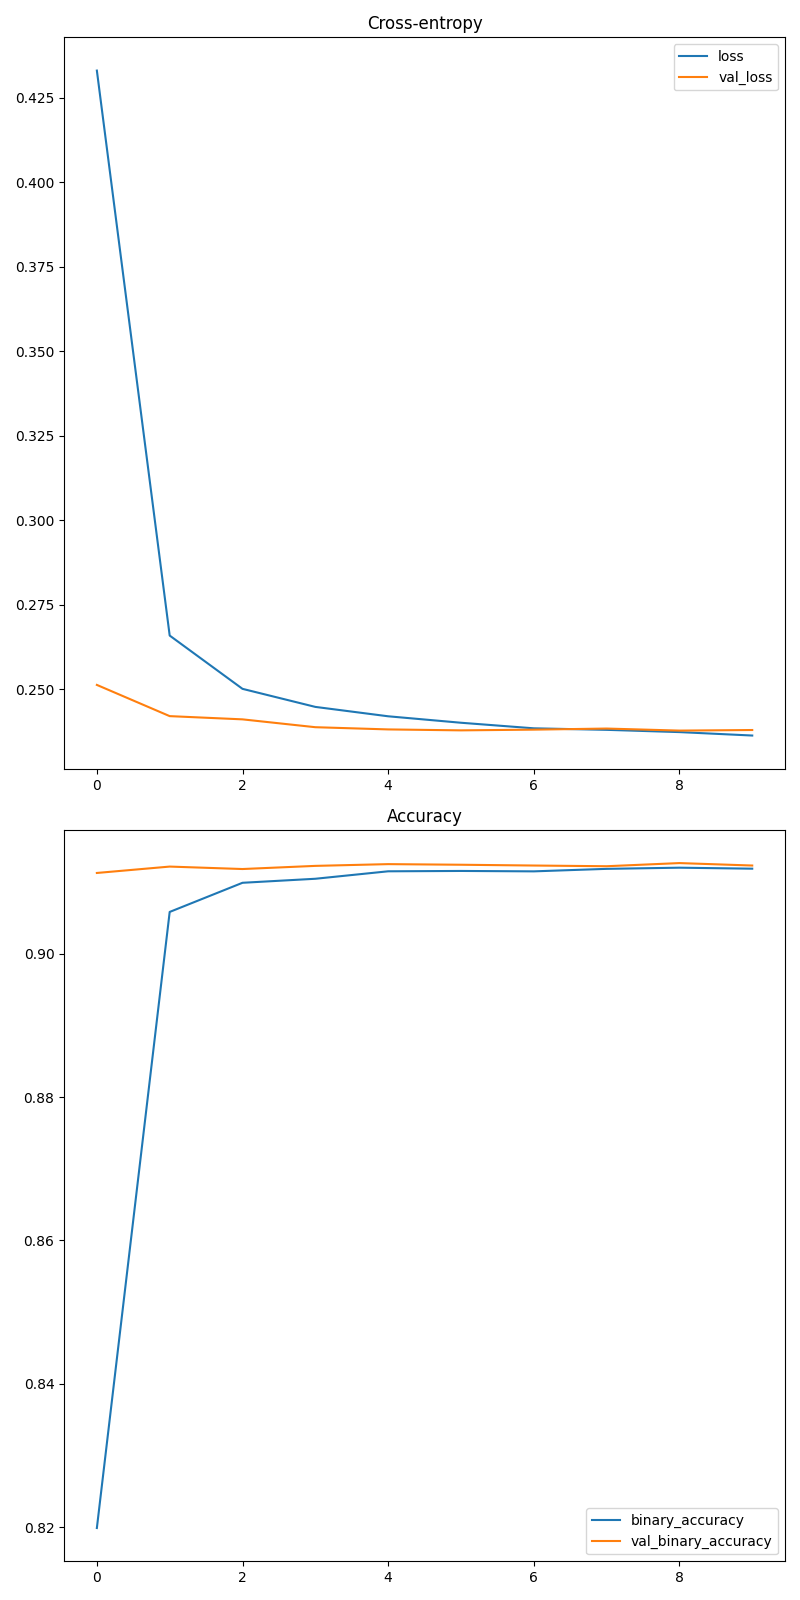 Cross-entropy
loss
val_loss
0.425
0.400
0.375
0.350
0.325
0.300
0.275
0.250
0 2 4 6 8
Accuracy
0.90
0.88
0.86
0.84
0.82
binary_accuracy
val_binary_accuracy
0 2 4 6 8